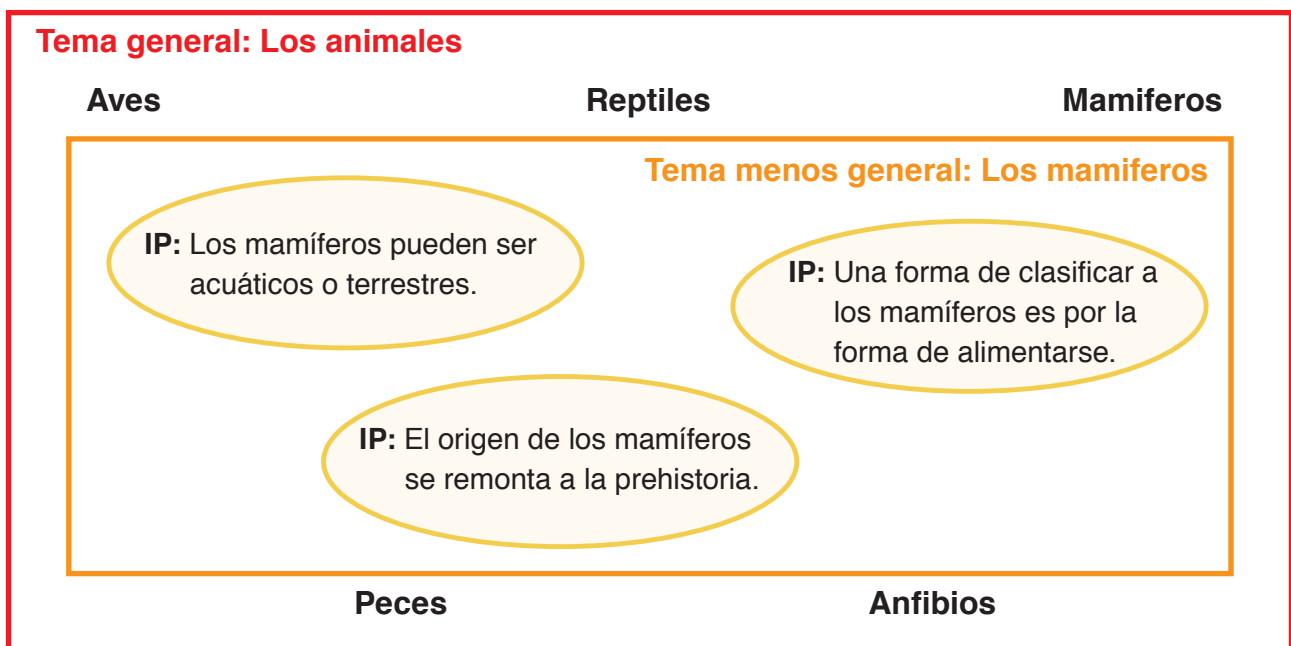 Tema general: Los animales
Aves Reptiles Mamiferos
Tema menos general: Los mamiferos
IP: Los mamíferos pueden ser
acuáticos o terrestres.
IP: Una forma de clasificar a
los mamíferos es por la
forma de alimentarse.
IP: El origen de los mamíferos
se remonta a la prehistoria.
Peces Anfibios